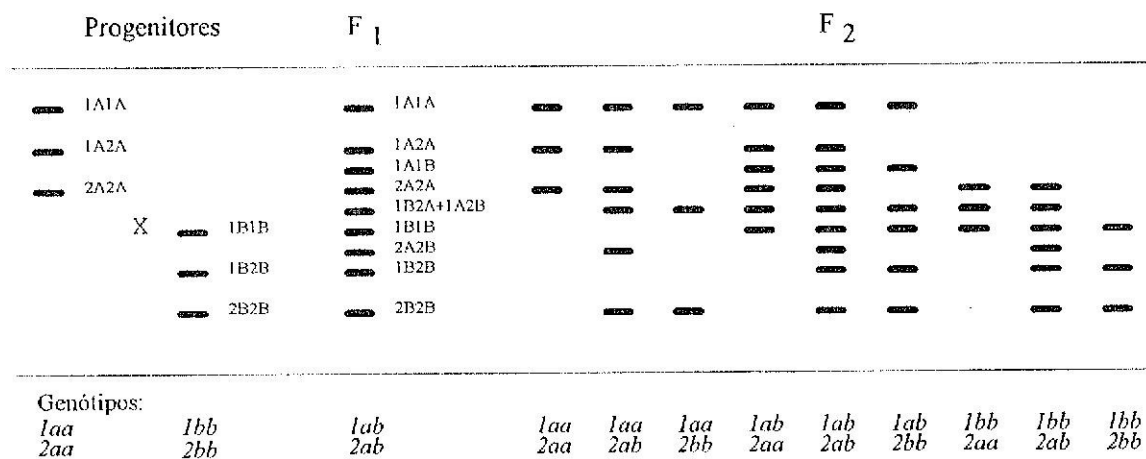 Progenitores F 1 F 2
1A1A 1A1A
1A2A 1A2A
1A1B
2A2A 2A2A
1B2A+1A2B
X 1B1B 1B1B
2A2B
1B2B 1B2B
2B2B 2B2B
Genótipos:
1aa 1bb 1ab 1aa 1aa 1aa 1ab 1ab 1ab 1bb 1bb 1bb
2aa 2bb 2ab 2aa 2ab 2bb 2aa 2ab 2bb 2aa 2ab 2bb